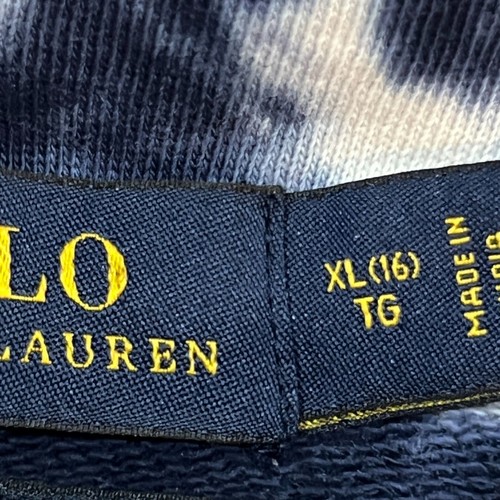 LO
LAUREN
XL(16)
TG
MADE IN